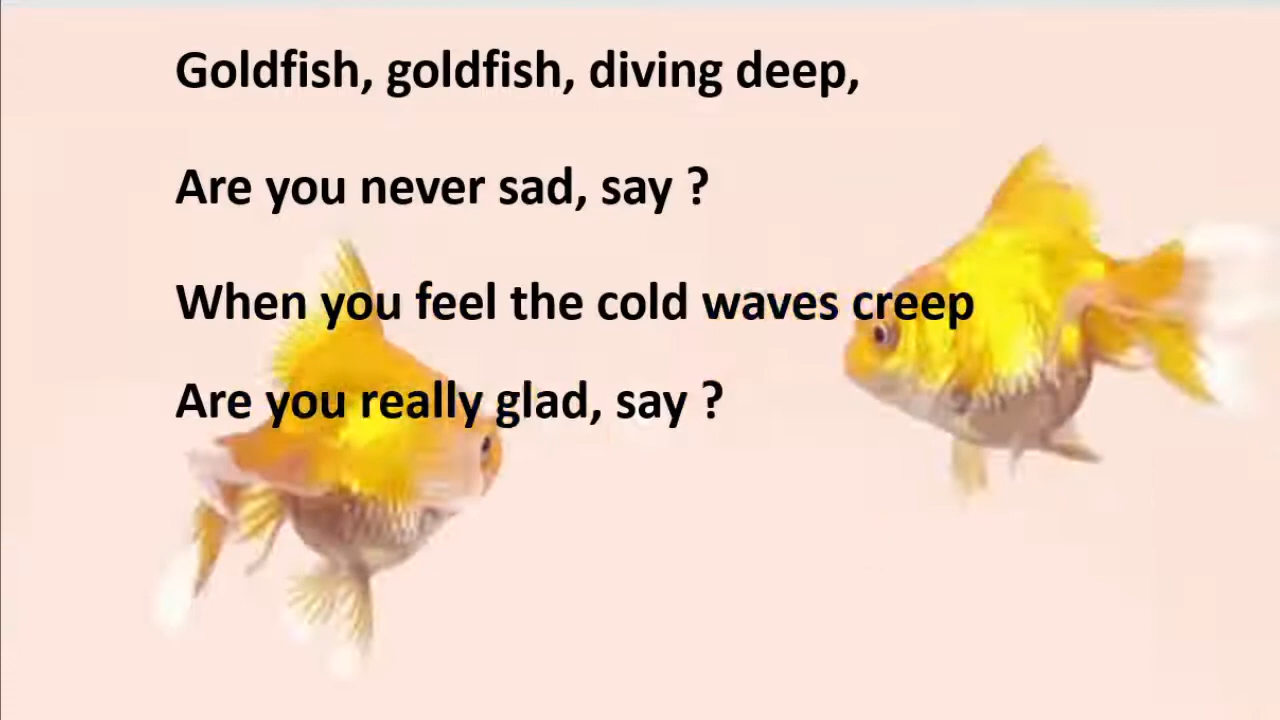 Goldfish, goldfish, diving deep,
Are you never sad, say ?
When you feel the cold waves creep
Are you really glad, say ?